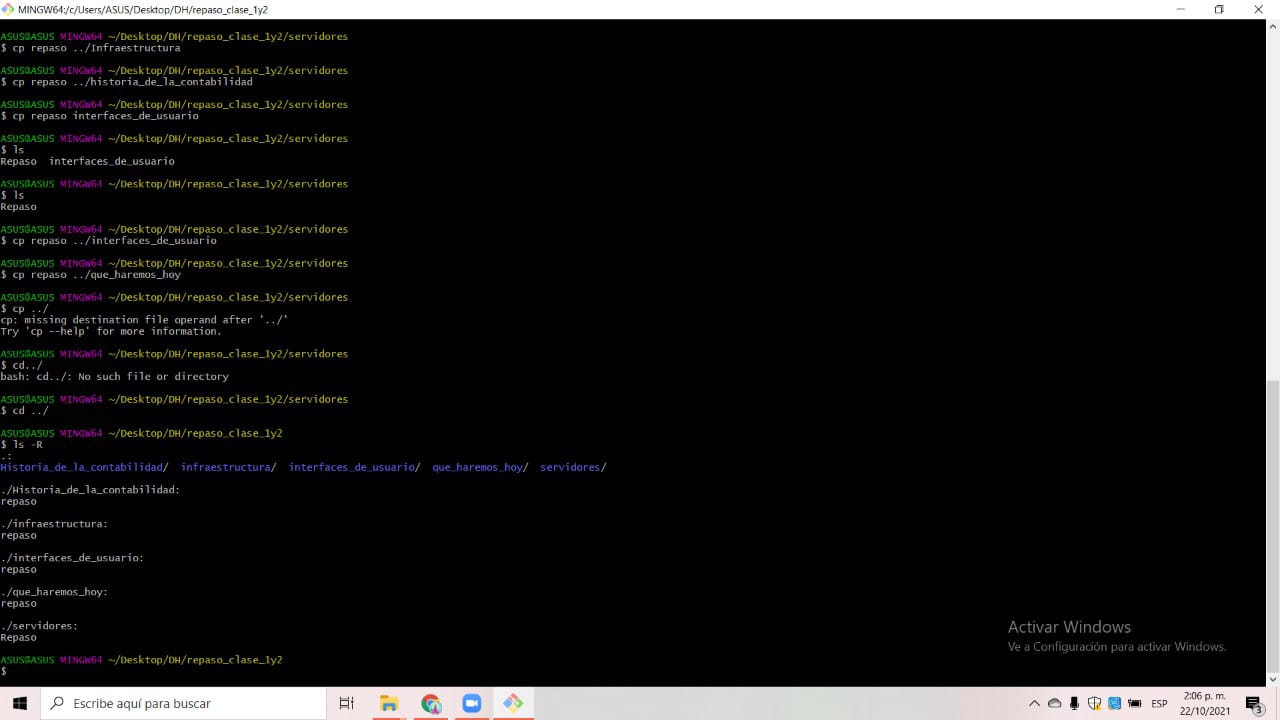 MINGW64:/c/Users/ASUS/Desktop/DH/repaso_clase_1y2
ASUS@ASUS MINGW64 ~/Desktop/DH/repaso_clase_1y2/servidores
$ cp repaso ../Infraestructura
ASUS@ASUS MINGW64 ~/Desktop/DH/repaso_clase_1y2/servidores
$ cp repaso ../historia_de_la_contabilidad
ASUS@ASUS MINGW64 ~/Desktop/DH/repaso_clase_1y2/servidores
$ cp repaso interfaces_de_usuario
ASUS@ASUS MINGW64 ~/Desktop/DH/repaso_clase_1y2/servidores
$ ls
Repaso  interfaces_de_usuario
ASUS@ASUS MINGW64 ~/Desktop/DH/repaso_clase_1y2/servidores
$ ls
Repaso
ASUS@ASUS MINGW64 ~/Desktop/DH/repaso_clase_1y2/servidores
$ cp repaso ../interfaces_de_usuario
ASUS@ASUS MINGW64 ~/Desktop/DH/repaso_clase_1y2/servidores
$ cp repaso ../que_haremos_hoy
ASUS@ASUS MINGW64 ~/Desktop/DH/repaso_clase_1y2/servidores
$ cp ../
cp: missing destination file operand after '../'
Try 'cp --help' for more information.
ASUS@ASUS MINGW64 ~/Desktop/DH/repaso_clase_1y2/servidores
$ cd../
bash: cd../: No such file or directory
ASUS@ASUS MINGW64 ~/Desktop/DH/repaso_clase_1y2/servidores
$ cd ../
ASUS@ASUS MINGW64 ~/Desktop/DH/repaso_clase_1y2
$ ls -R
.:
Historia_de_la_contabilidad/  infraestructura/  interfaces_de_usuario/  que_haremos_hoy/  servidores/
./Historia_de_la_contabilidad:
repaso
./infraestructura:
repaso
./interfaces_de_usuario:
repaso
./que_haremos_hoy:
repaso
./servidores:
Repaso
ASUS@ASUS MINGW64 ~/Desktop/DH/repaso_clase_1y2
$
Activar Windows
Ve a Configuración para activar Windows.
Escribe aquí para buscar
ESP
2:06 p. m.
22/10/2021
3